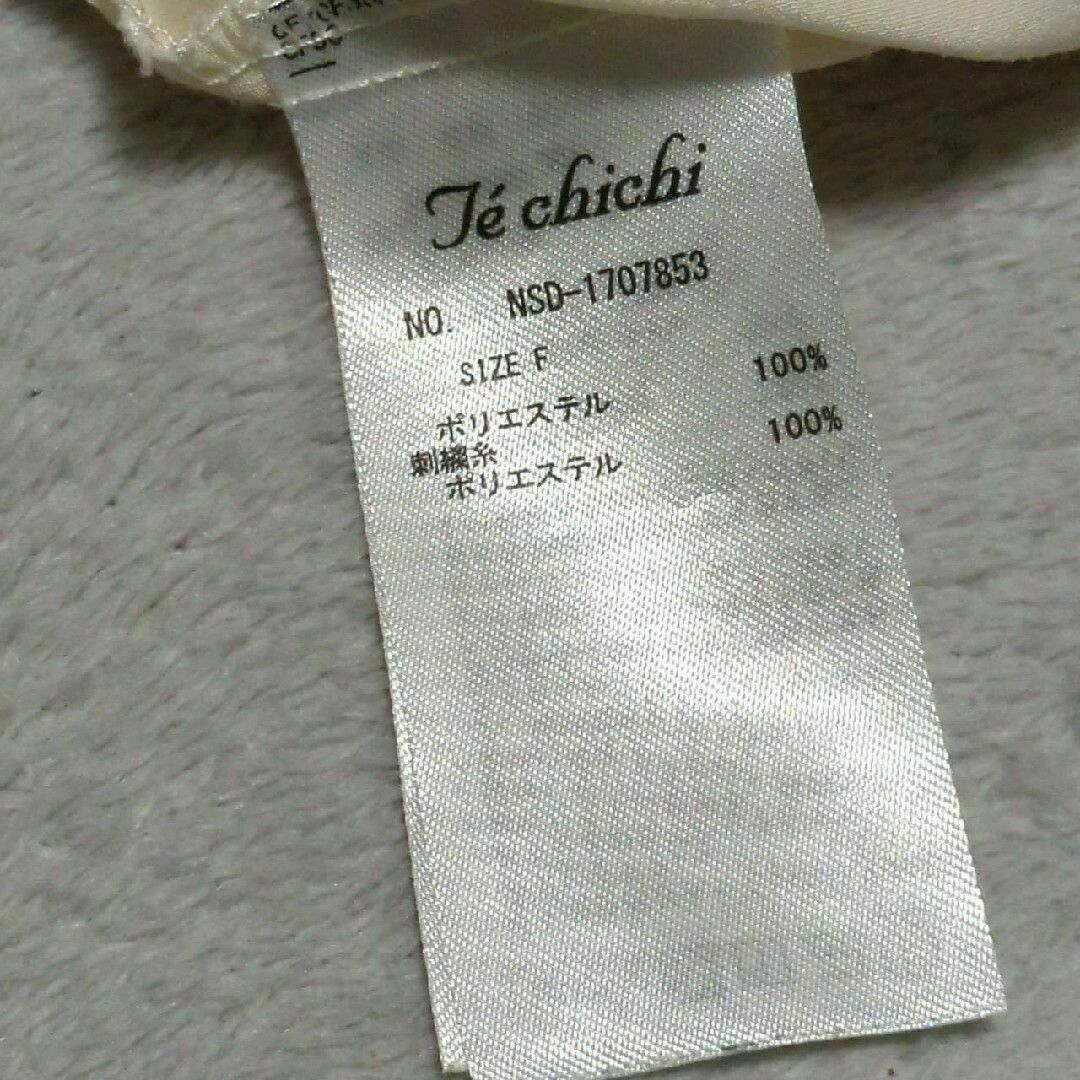 Té chichi
NO. NSD-1707853
SIZE F
ポリエステル 100%
刺繍糸
ポリエステル 100%